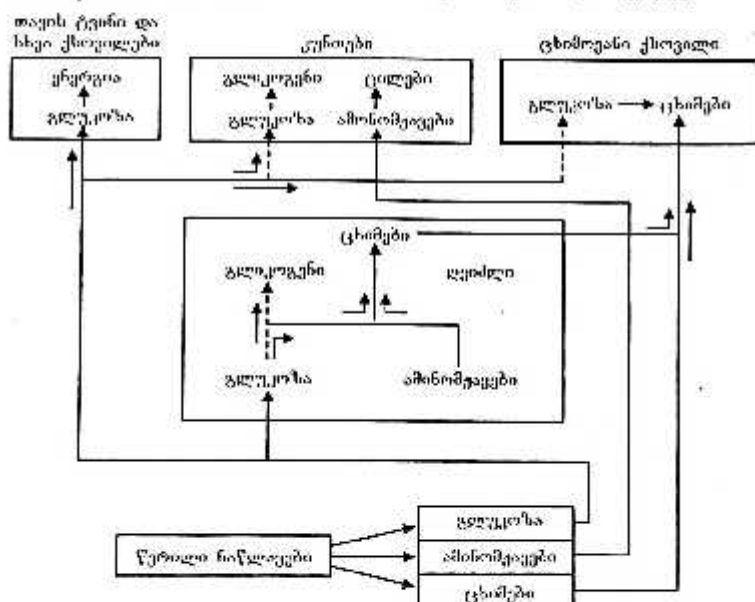 თავის ტვინი და
სხვა ქსოვილები
კუნთები
ცხიმოვანი ქსოვილი
ენერგია
გლუკოზა
გლიკოგენი
ცილები
გლუკოზა
ამონომჟავები
გლუკოზა
ცხიმები
ცხიმები
გლიკოგენი
ღვიძლი
გლუკოზა
ამინომჟავები
გლუკოზა
წვრილი ნაწლავები
ამინომჟავები
ცხიმები